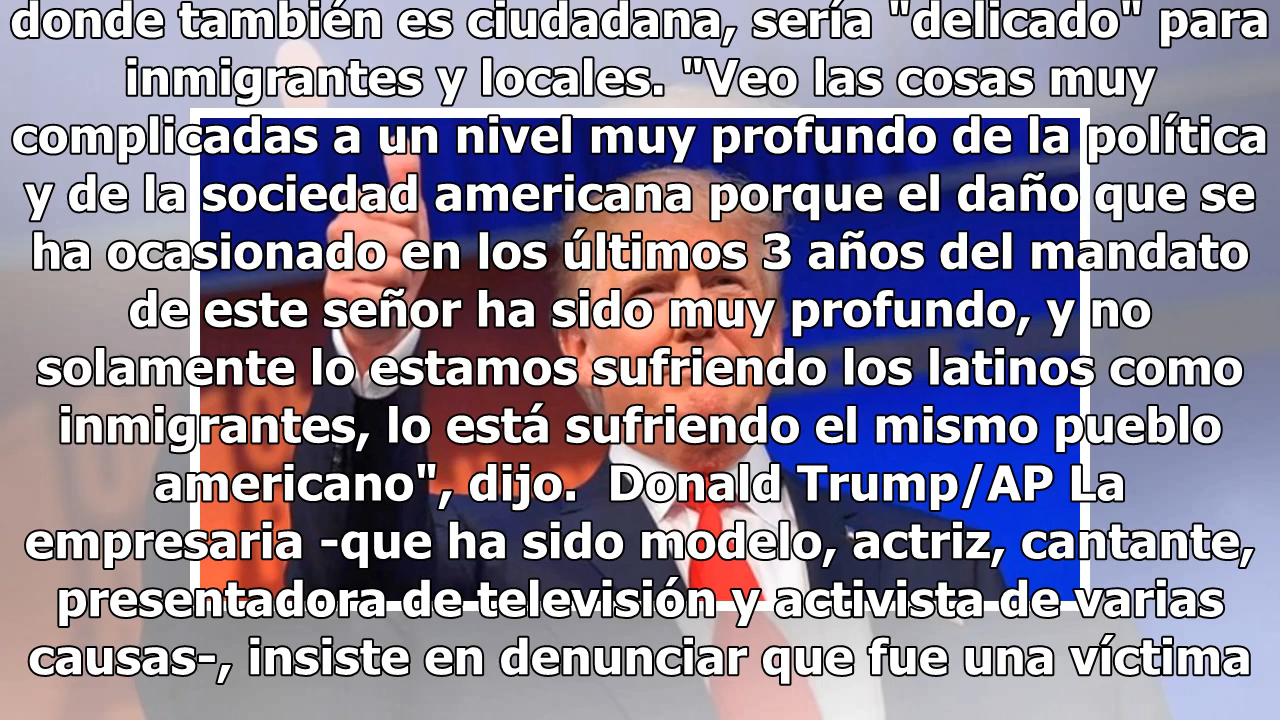 donde también es ciudadana, sería "delicado" para
inmigrantes y locales. "Veo las cosas muy
complicadas a un nivel muy profundo de la política
y de la sociedad americana porque el daño que se
ha ocasionado en los últimos 3 años del mandato
de este señor ha sido muy profundo, y no
solamente lo estamos sufriendo los latinos como
inmigrantes, lo está sufriendo el mismo pueblo
americano", dijo.  Donald Trump/AP La
empresaria -que ha sido modelo, actriz, cantante,
presentadora de televisión y activista de varias
causas-, insiste en denunciar que fue una víctima